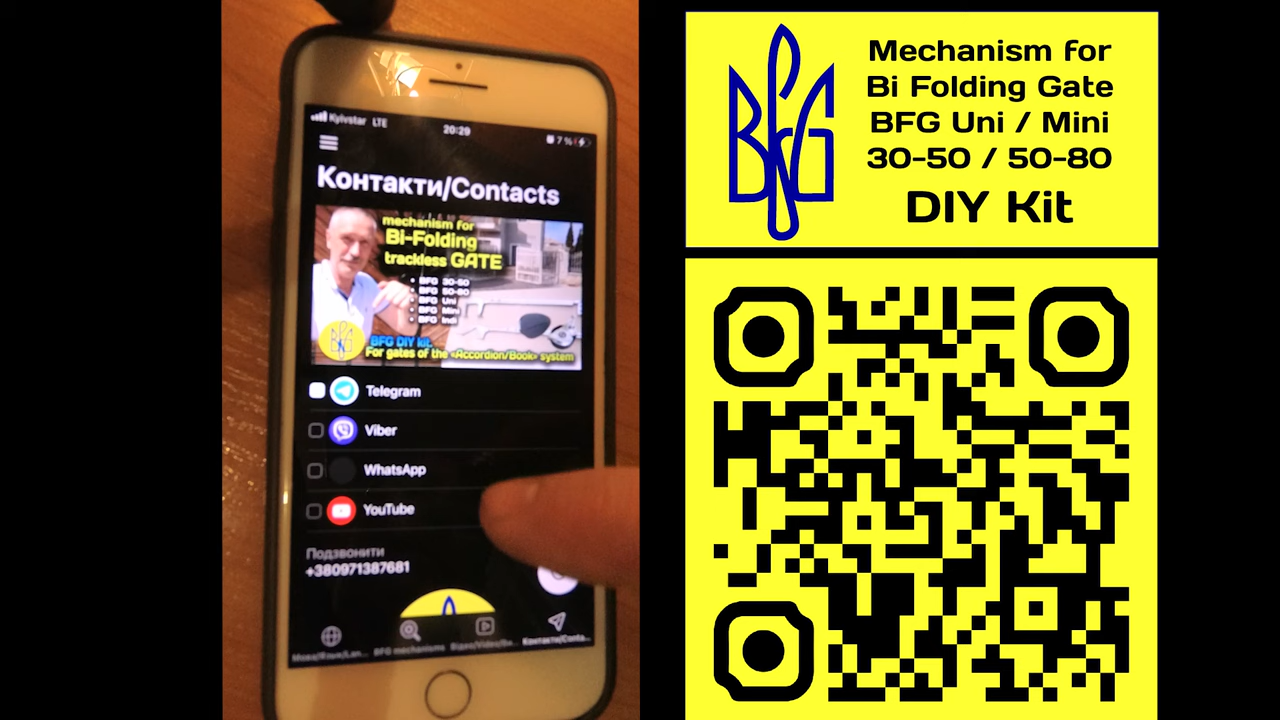 Kyivstar LTE
20:29
7 %
Контакти/Contacts
mechanism for
Bi-Folding
trackless GATE
• BFG 30-50
• BFG 50-80
• BFG Uni
• BFG Mini
• BFG Indi
BFG
BFG DIY kit.
For gates of the «Accordion/Book» system
Telegram
Viber
WhatsApp
YouTube
Подзвонити
+380971387681
BFG mechanisms
Контакти/Conta...
BFG
Mechanism for
Bi Folding Gate
BFG Uni / Mini
30-50 / 50-80
DIY Kit